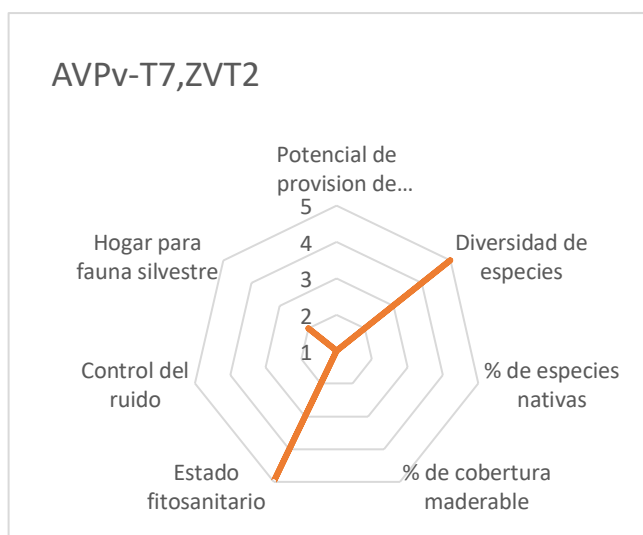 AVPv-T7,ZVT2
Potencial de
provision de...
5
4
3
2
1
Diversidad de
especies
% de especies
nativas
% de cobertura
maderable
Estado
fitosanitario
Control del
ruido
Hogar para
fauna silvestre